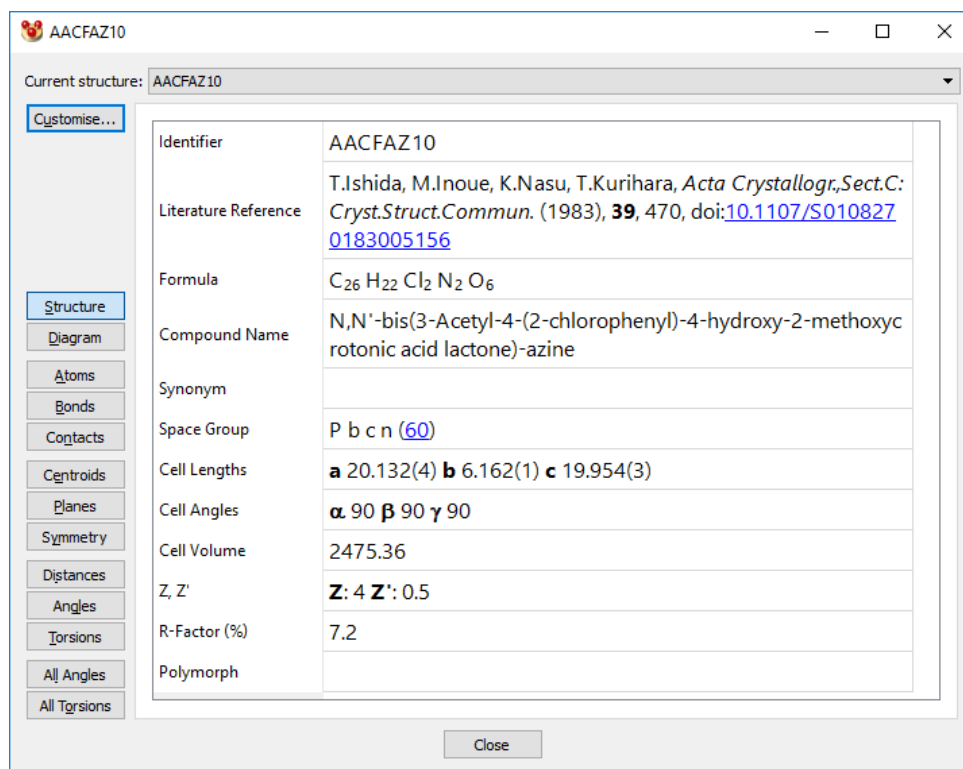 AACFAZ10
Current structure: AACFAZ10
Customise...
Structure
Diagram
Atoms
Bonds
Contacts
Centroids
Planes
Symmetry
Distances
Angles
Torsions
All Angles
All Torsions
Identifier AACFAZ10
Literature Reference T.Ishida, M.Inoue, K.Nasu, T.Kurihara, Acta Crystallogr.,Sect.C:
Cryst.Struct.Commun. (1983), 39, 470, doi:10.1107/S010827
0183005156
Formula C₂₆ H₂₂ Cl₂ N₂ O₆
Compound Name N,N'-bis(3-Acetyl-4-(2-chlorophenyl)-4-hydroxy-2-methoxyc
rotonic acid lactone)-azine
Synonym
Space Group P b c n (60)
Cell Lengths a 20.132(4) b 6.162(1) c 19.954(3)
Cell Angles α 90 β 90 γ 90
Cell Volume 2475.36
Z, Z' Z: 4 Z': 0.5
R-Factor (%) 7.2
Polymorph
Close